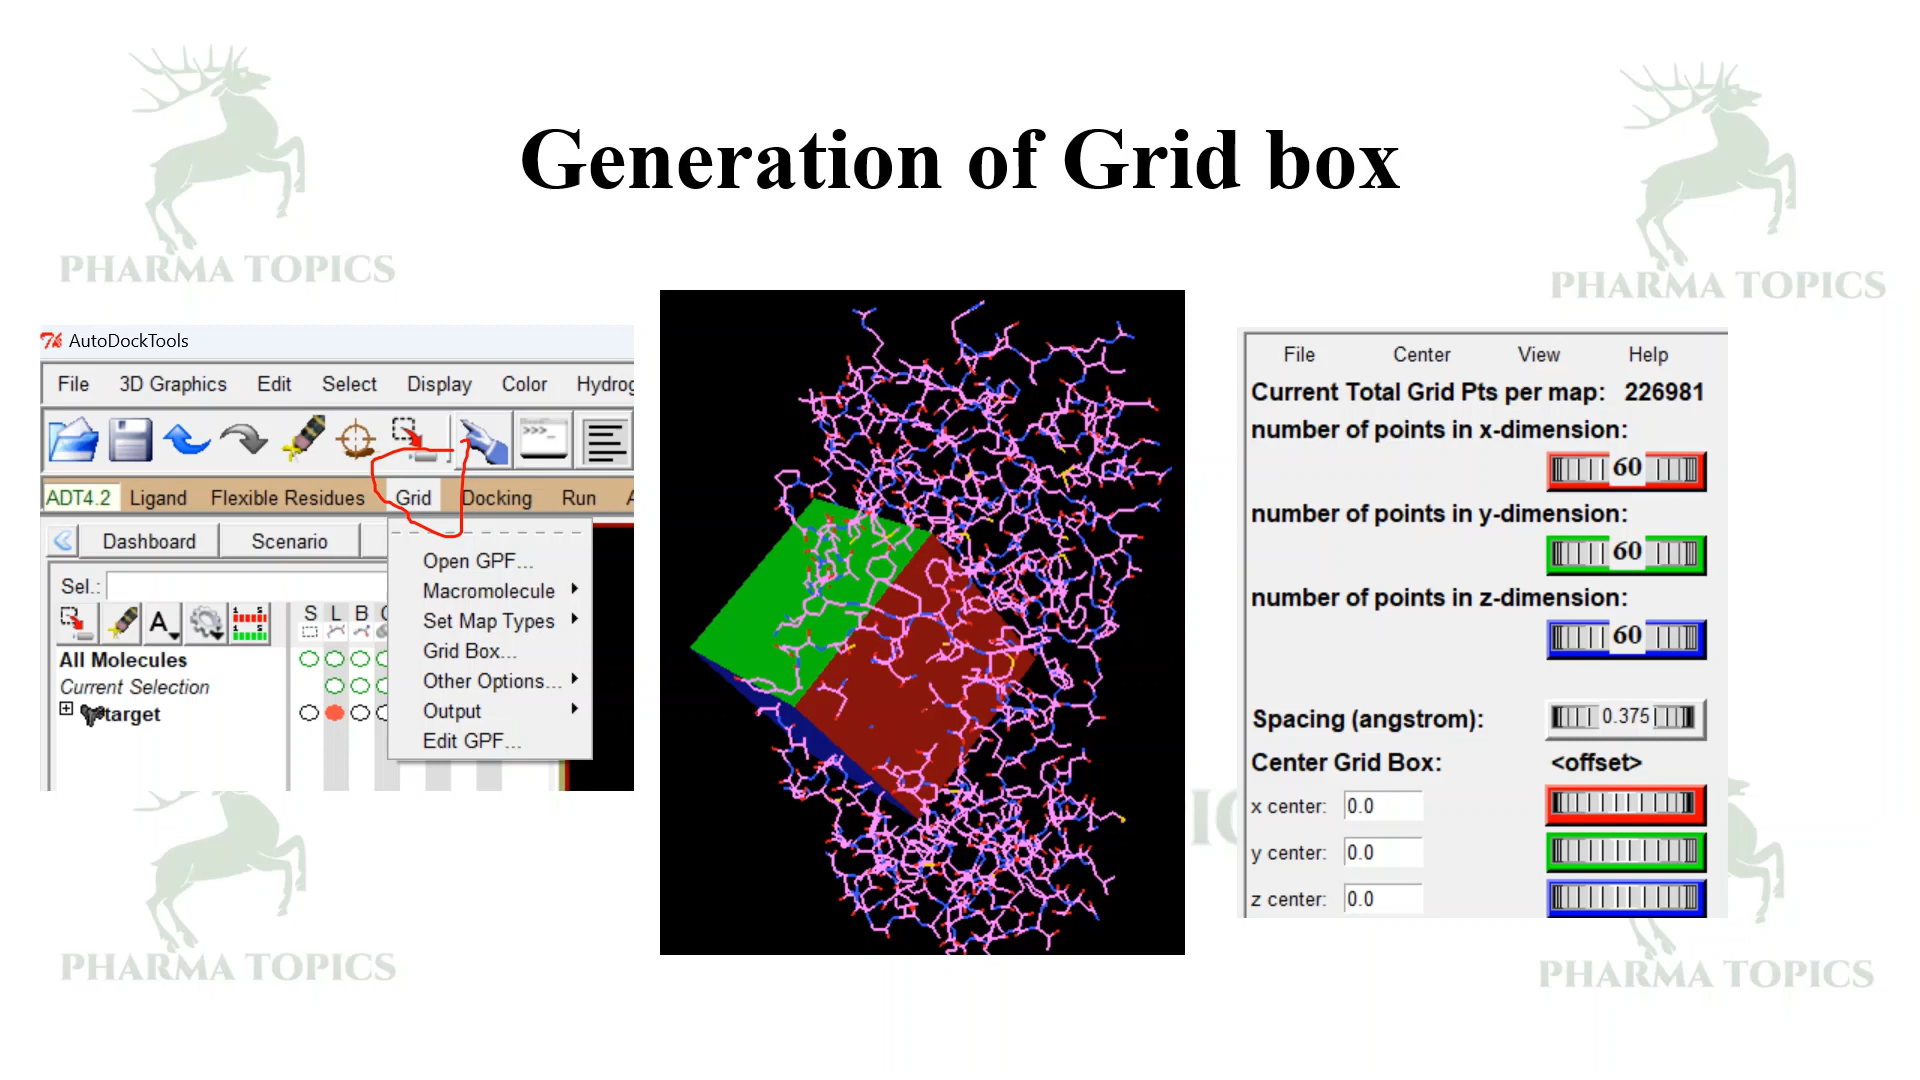 PHARMA TOPICS
PHARMA TOPICS
Generation of Grid box
AutoDockTools
File 3D Graphics Edit Select Display Color Hydrog
>>>_
ADT4.2 Ligand Flexible Residues Grid Docking Run
Dashboard Scenario
Sel.:
A
S L B
All Molecules
Current Selection
target
Open GPF...
Macromolecule
Set Map Types
Grid Box...
Other Options...
Output
Edit GPF...
File Center View Help
Current Total Grid Pts per map: 226981
number of points in x-dimension:
60
number of points in y-dimension:
60
number of points in z-dimension:
60
Spacing (angstrom): 0.375
Center Grid Box: <offset>
x center: 0.0
y center: 0.0
z center: 0.0
PHARMA TOPICS
PHARMA TOPICS